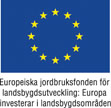 Europeiska jordbruksfonden för
landsbygdsutveckling: Europa
investerar i landsbygdsområden